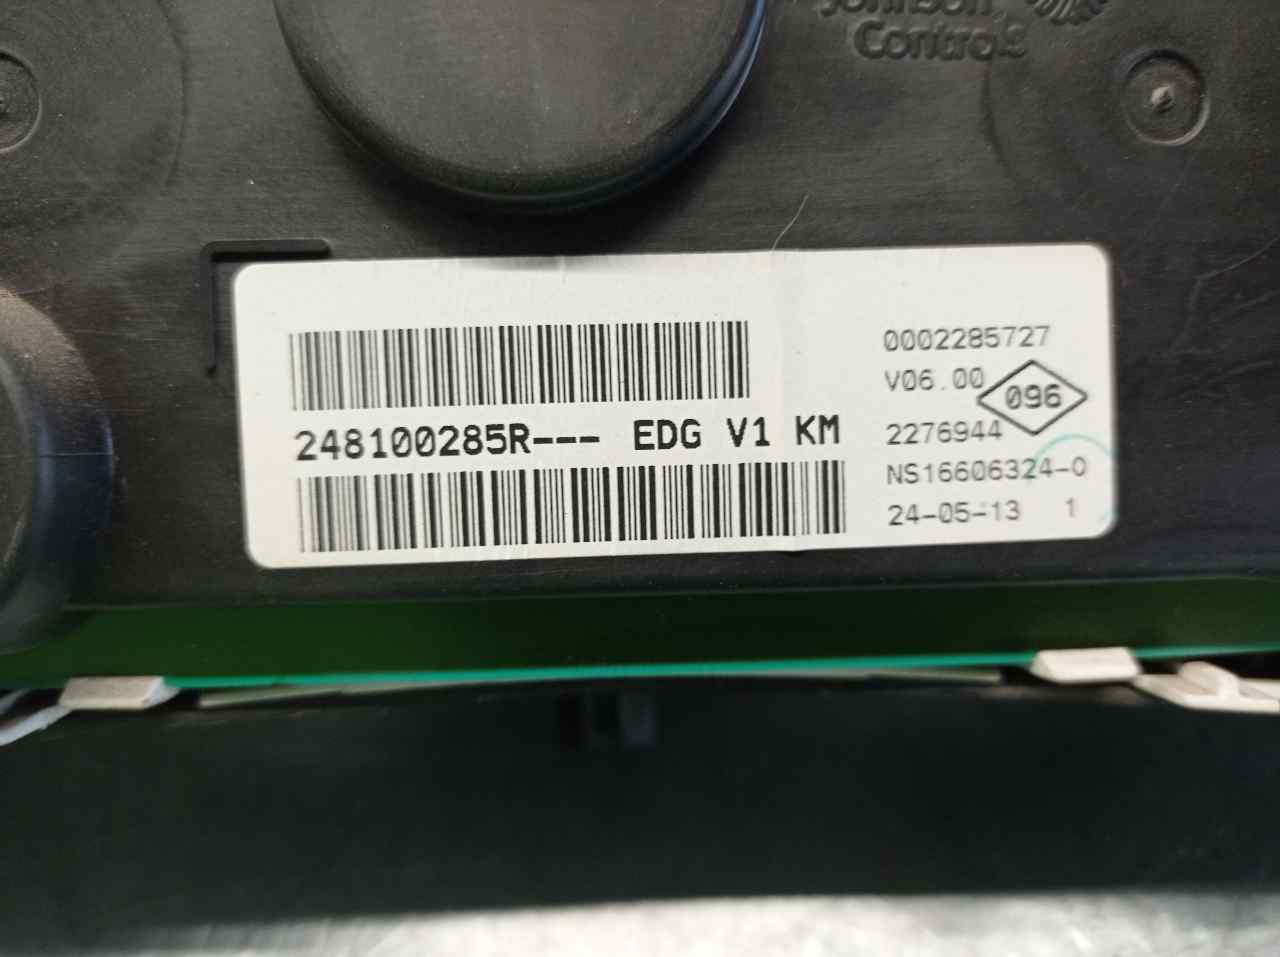 Johnson
Controls
0002285727
V06.00
096
248100285R--- EDG V1 KM
2276944
NS16606324-0
24-05-13 1